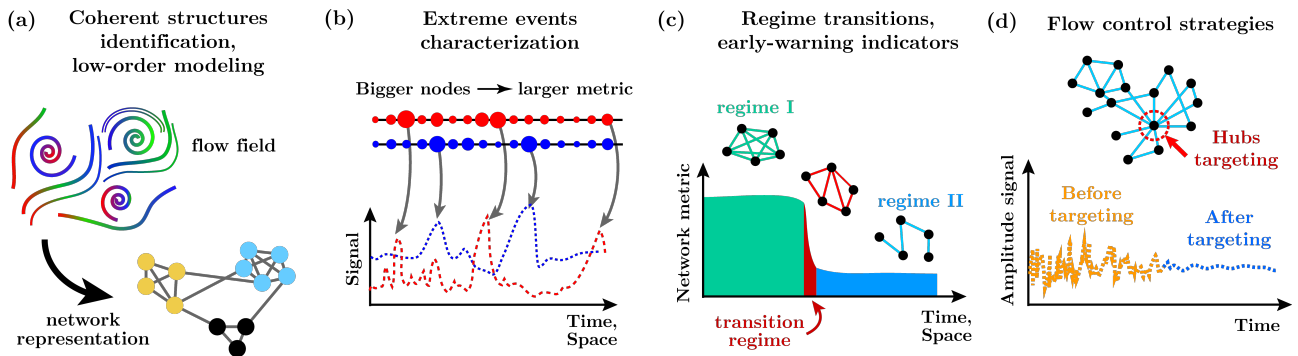 (a)
Coherent structures
identification,
low-order modeling
flow field
network
representation
(b)
Extreme events
characterization
Bigger nodes
larger metric
Signal
Time,
Space
(c)
Regime transitions,
early-warning indicators
regime I
regime II
Network metric
transition
regime
Time,
Space
(d)
Flow control strategies
Hubs
targeting
Before
targeting
After
targeting
Amplitude signal
Time